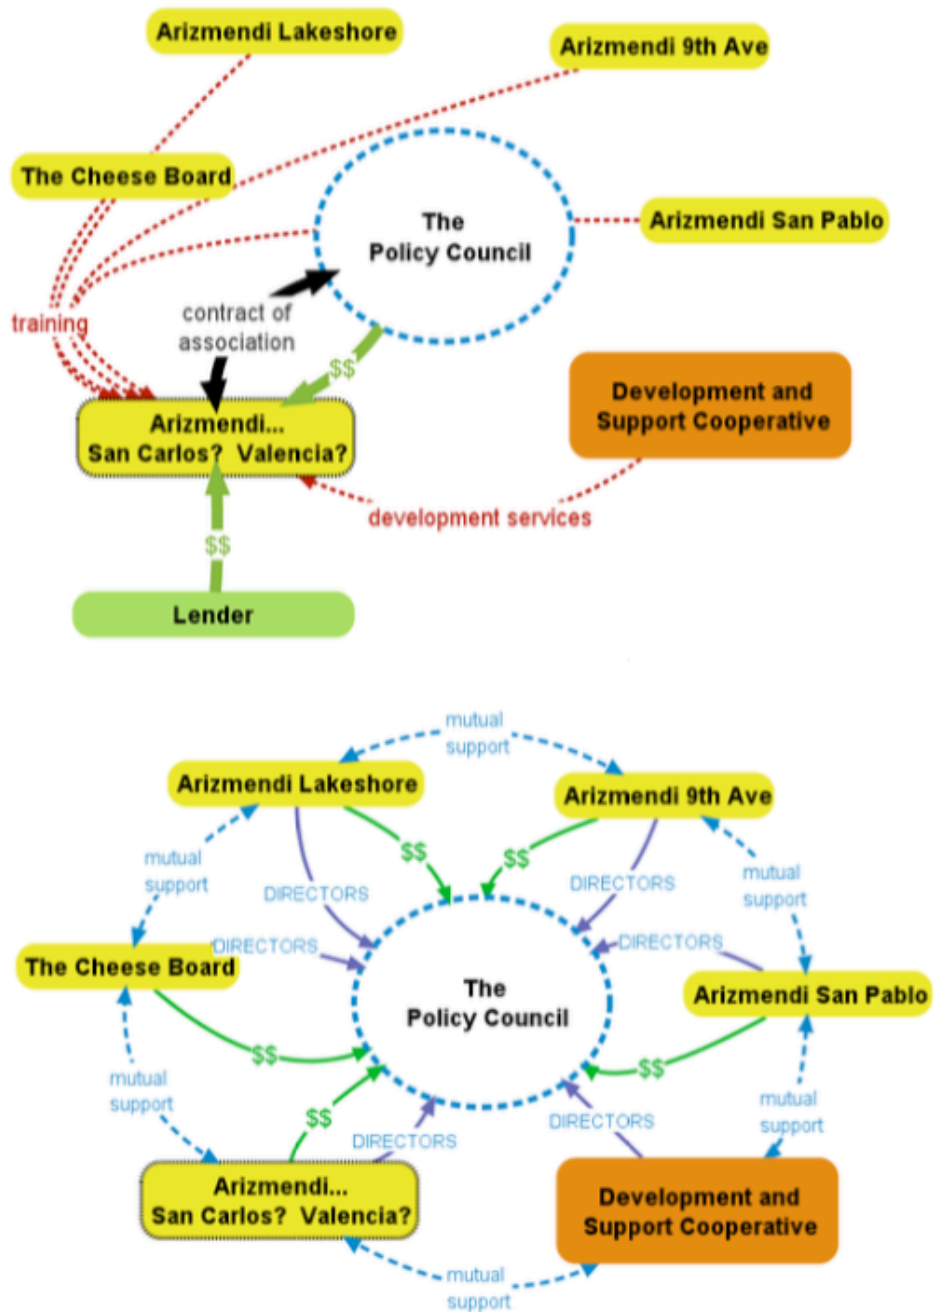 Arizmendi Lakeshore
Arizmendi 9th Ave
The Cheese Board
The
Policy Council
Arizmendi San Pablo
training
contract of
association
$$
Arizmendi...
San Carlos? Valencia?
Development and
Support Cooperative
development services
$$
Lender
mutual
support
Arizmendi Lakeshore
Arizmendi 9th Ave
mutual
support
$$
$$
mutual
support
DIRECTORS
DIRECTORS
DIRECTORS
DIRECTORS
The Cheese Board
The
Policy Council
Arizmendi San Pablo
$$
$$
mutual
support
$$
mutual
support
DIRECTORS
DIRECTORS
Arizmendi...
San Carlos? Valencia?
Development and
Support Cooperative
mutual
support